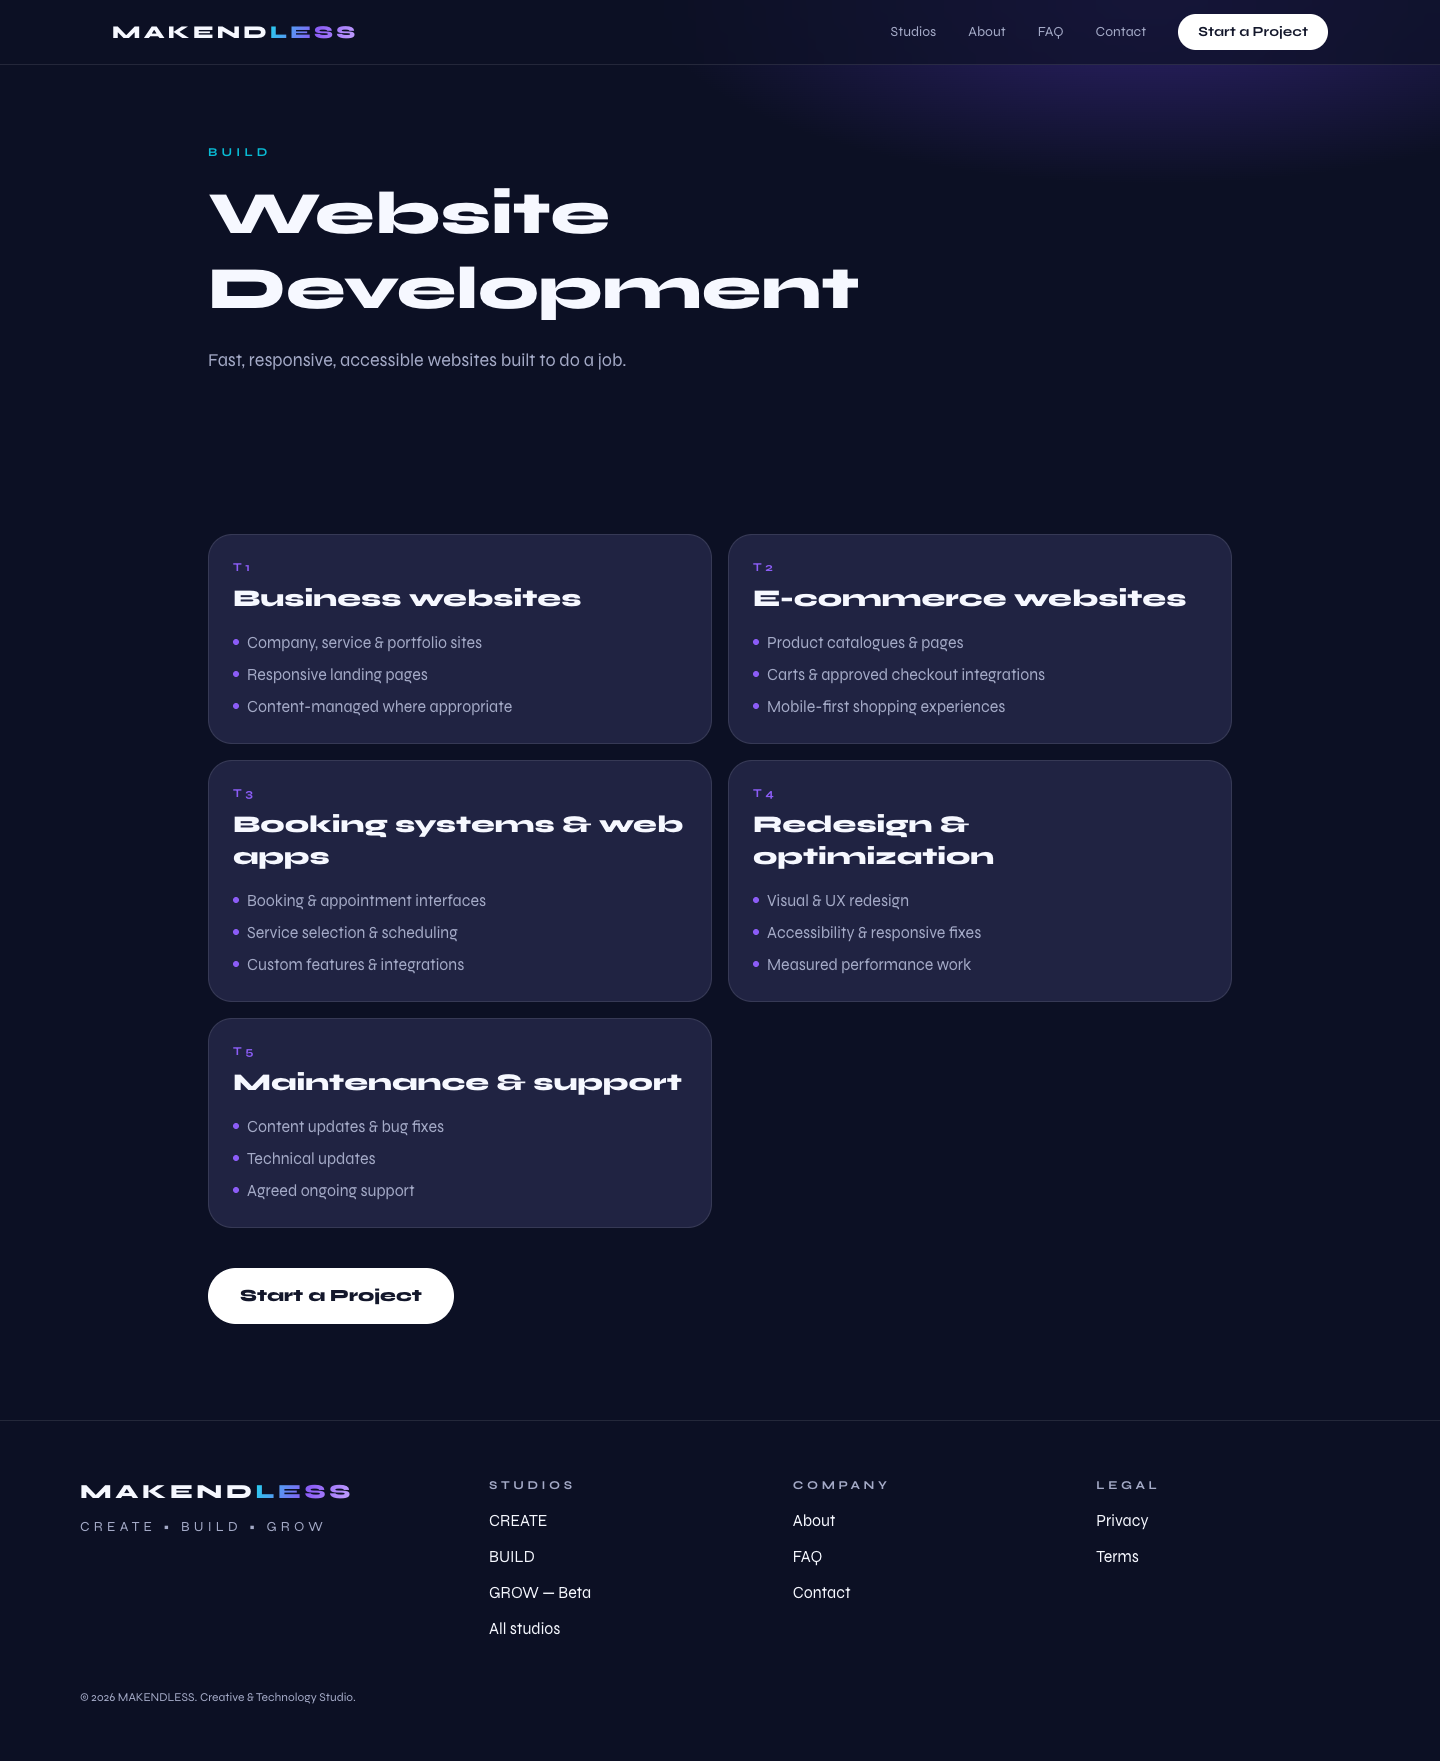 MAKENDLESS
Studios
About
FAQ
Contact
Start a Project
BUILD
Website
Development
Fast, responsive, accessible websites built to do a job.
T1
Business websites
Company, service & portfolio sites
Responsive landing pages
Content-managed where appropriate
T2
E-commerce websites
Product catalogues & pages
Carts & approved checkout integrations
Mobile-first shopping experiences
T3
Booking systems & web
apps
Booking & appointment interfaces
Service selection & scheduling
Custom features & integrations
T4
Redesign &
optimization
Visual & UX redesign
Accessibility & responsive fixes
Measured performance work
T5
Maintenance & support
Content updates & bug fixes
Technical updates
Agreed ongoing support
Start a Project
MAKENDLESS
CREATE ▪ BUILD ▪ GROW
STUDIOS
CREATE
BUILD
GROW — Beta
All studios
COMPANY
About
FAQ
Contact
LEGAL
Privacy
Terms
© 2026 MAKENDLESS. Creative & Technology Studio.